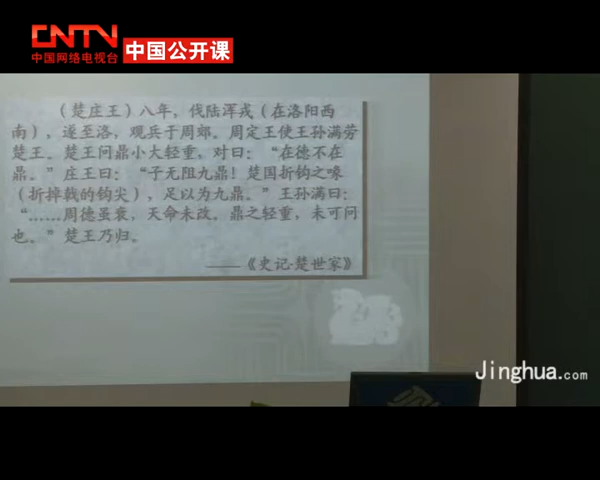 CNTV
中国网络电视台
中国公开课
（楚庄王）八年，伐陆浑戎（在洛阳西
南），遂至洛，观兵于周郊。周定王使王孙满劳
楚王。楚王问鼎小大轻重，对曰：“在德不在
鼎。”庄王曰：“子无阻九鼎！楚国折钩之喙
（折掉戟的钩尖），足以为九鼎。”王孙满曰：
“……周德虽衰，天命未改。鼎之轻重，未可问
也。”楚王乃归。
——《史记·楚世家》
Jinghua.com